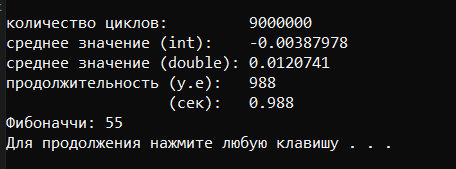 количество циклов: 9000000
среднее значение (int): -0.00387978
среднее значение (double): 0.0120741
продолжительность (у.е): 988
(сек): 0.988
Фибоначчи: 55
Для продолжения нажмите любую клавишу . . .